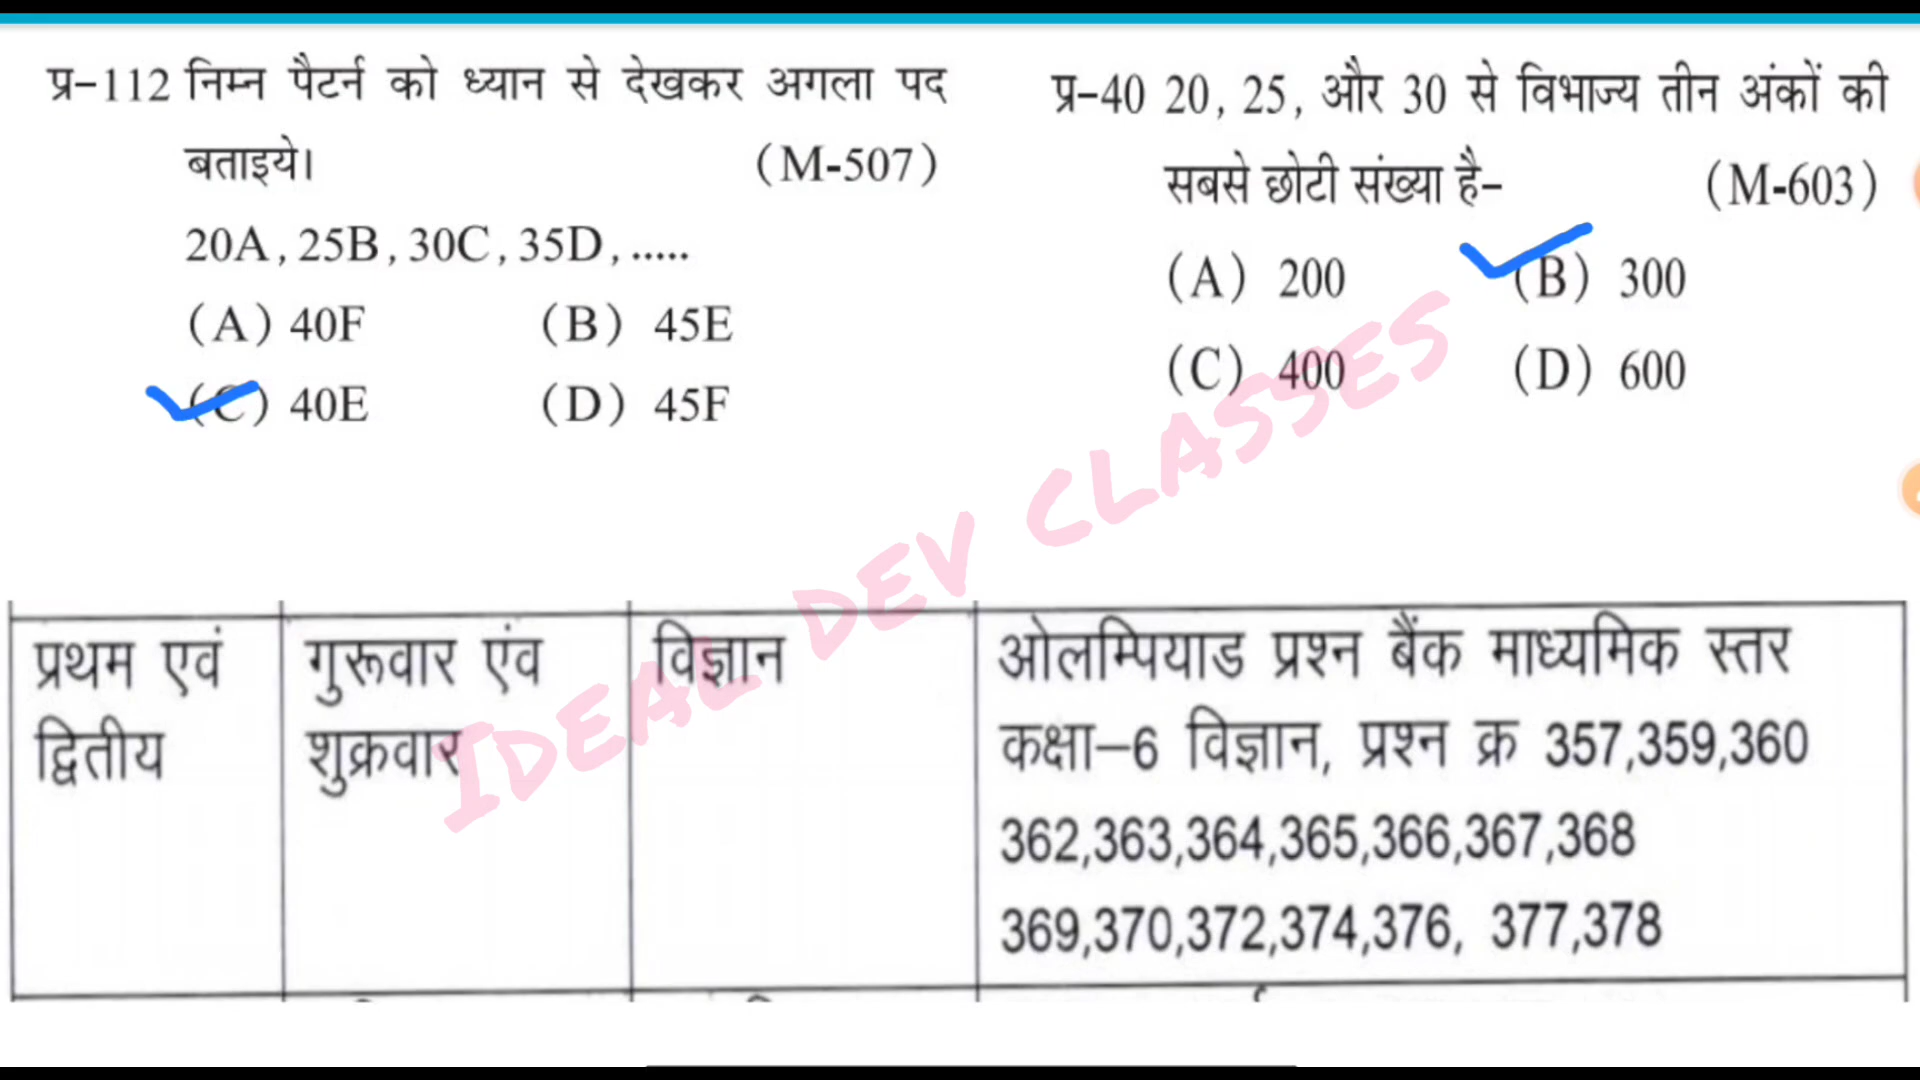 प्र-112 निम्न पैटर्न को ध्यान से देखकर अगला पद
बताइये। (M-507)
20A, 25B, 30C, 35D, .....
(A) 40F (B) 45E
(C) 40E (D) 45F
प्र-40 20, 25, और 30 से विभाज्य तीन अंकों की
सबसे छोटी संख्या है- (M-603)
(A) 200 (B) 300
(C) 400 (D) 600
IDEAL DEV CLASSES
प्रथम एवं
द्वितीय
गुरूवार एंव
शुक्रवार
विज्ञान
ओलम्पियाड प्रश्न बैंक माध्यमिक स्तर
कक्षा-6 विज्ञान, प्रश्न क्र 357,359,360
362,363,364,365,366,367,368
369,370,372,374,376, 377,378